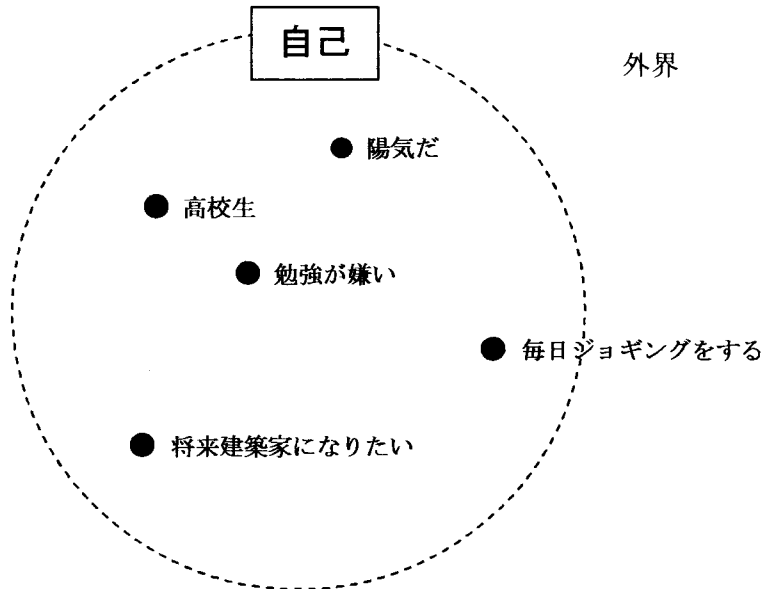 自己
外界
陽気だ
高校生
勉強が嫌い
毎日ジョギングをする
将来建築家になりたい